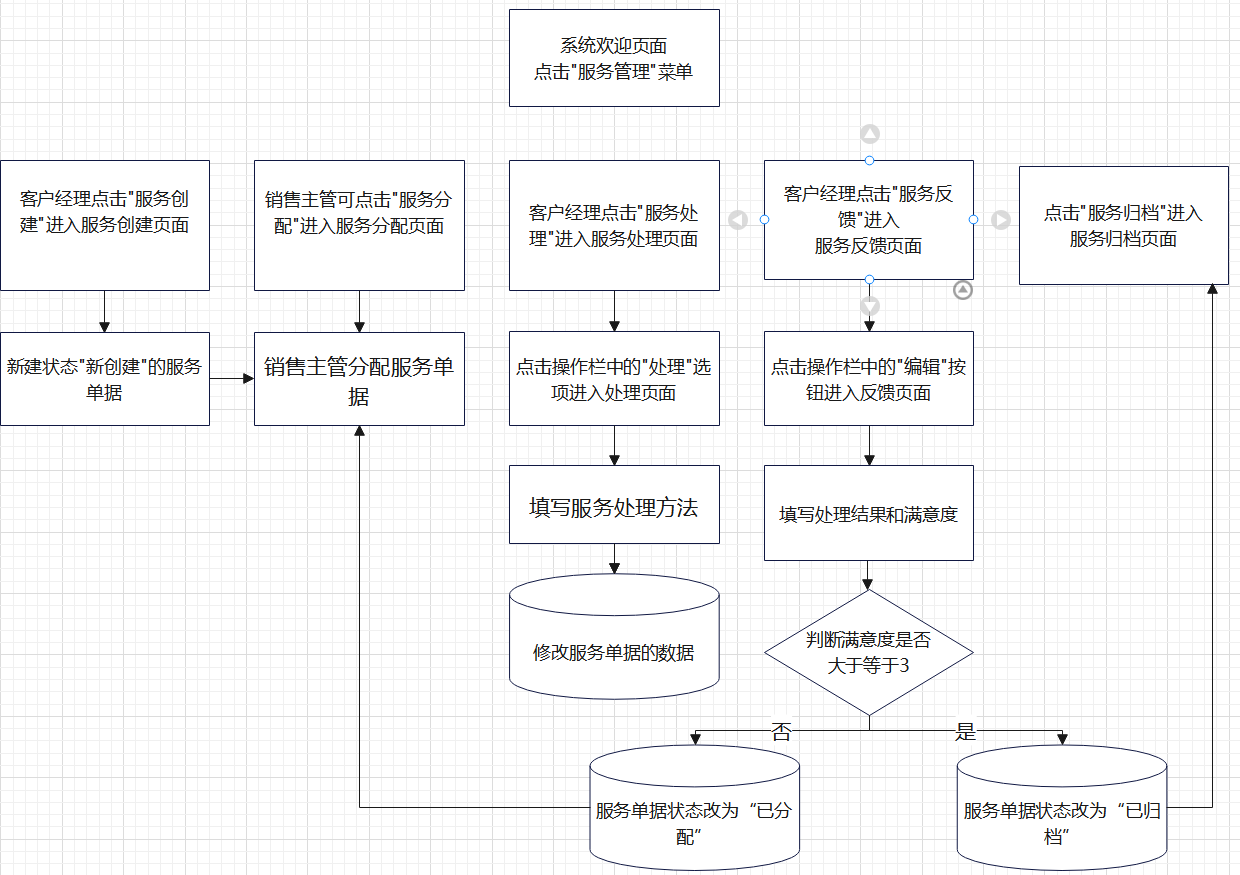 系统欢迎页面
点击"服务管理"菜单
客户经理点击"服务创
建"进入服务创建页面
销售主管可点击"服务分
配"进入服务分配页面
客户经理点击"服务处
理"进入服务处理页面
客户经理点击"服务反
馈"进入
服务反馈页面
点击"服务归档"进入
服务归档页面
新建状态"新创建"的服务
单据
销售主管分配服务单
据
点击操作栏中的"处理"选
项进入处理页面
点击操作栏中的"编辑"按
钮进入反馈页面
填写服务处理方法
填写处理结果和满意度
修改服务单据的数据
判断满意度是否
大于等于3
否
是
服务单据状态改为“已分
配”
服务单据状态改为“已归
档”